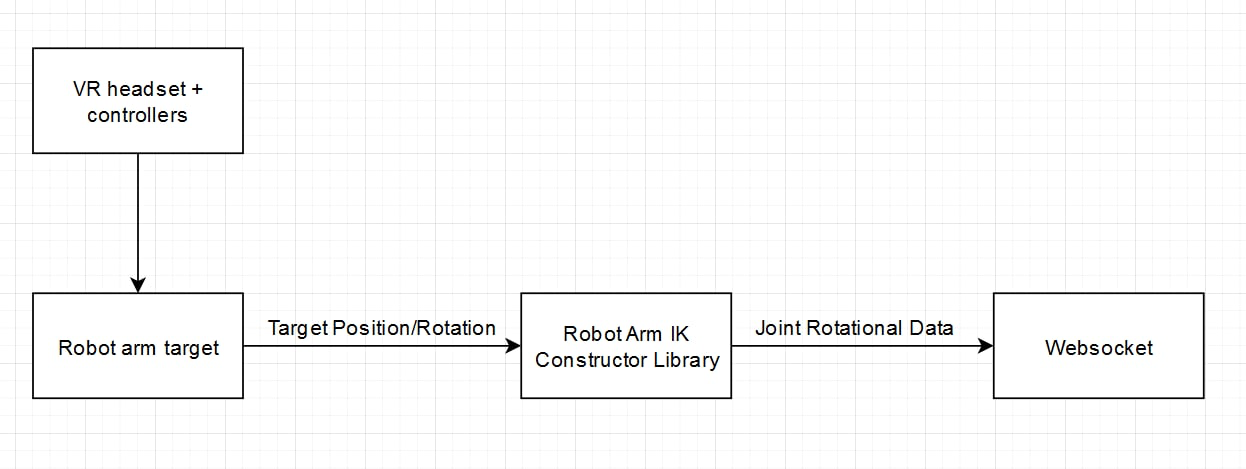 VR headset +
controllers
Robot arm target
Target Position/Rotation
Robot Arm IK
Constructor Library
Joint Rotational Data
Websocket